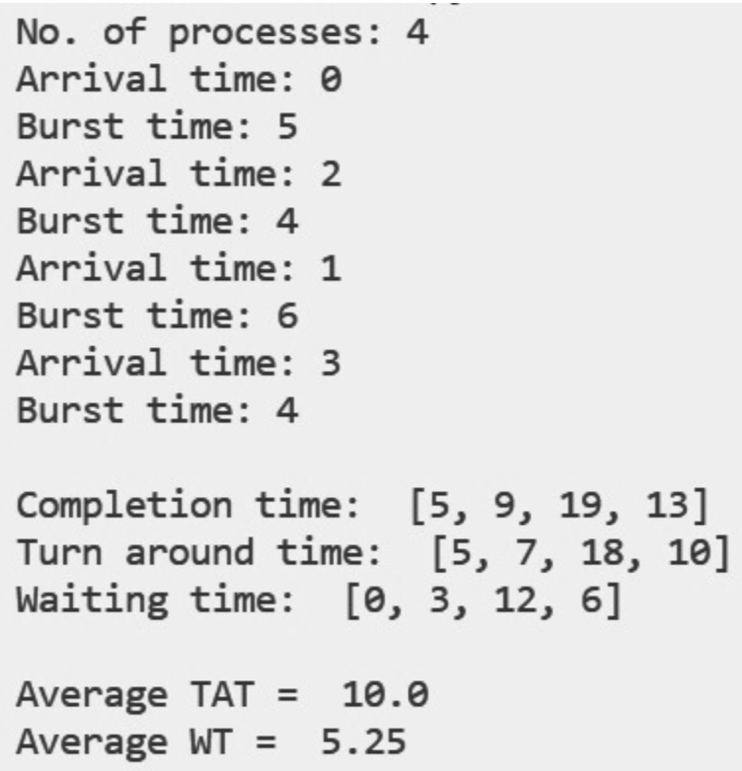 No. of processes: 4
Arrival time: 0
Burst time: 5
Arrival time: 2
Burst time: 4
Arrival time: 1
Burst time: 6
Arrival time: 3
Burst time: 4
Completion time:  [5, 9, 19, 13]
Turn around time:  [5, 7, 18, 10]
Waiting time:  [0, 3, 12, 6]
Average TAT =  10.0
Average WT =  5.25